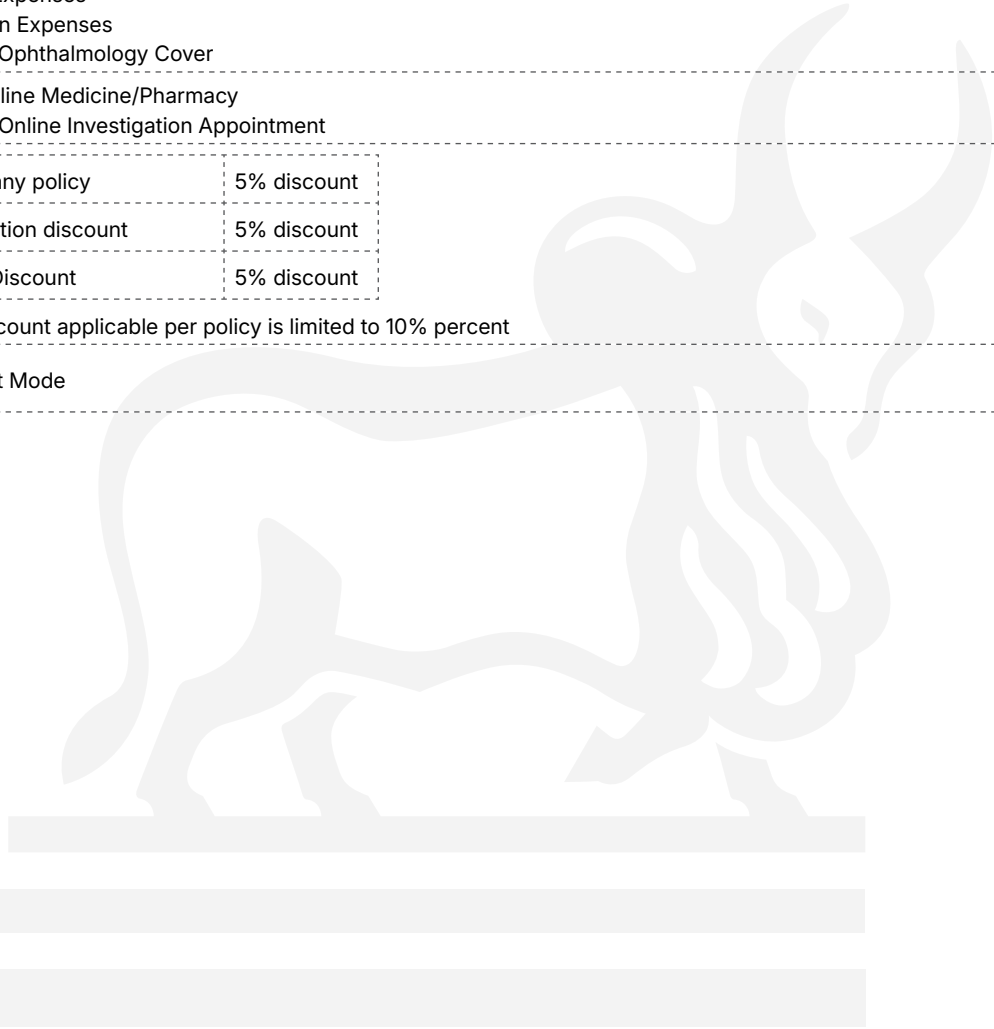 n Expenses
Ophthalmology Cover
line Medicine/Pharmacy
Online Investigation Appointment
ny policy 5% discount
tion discount 5% discount
Discount 5% discount
count applicable per policy is limited to 10% percent
t Mode